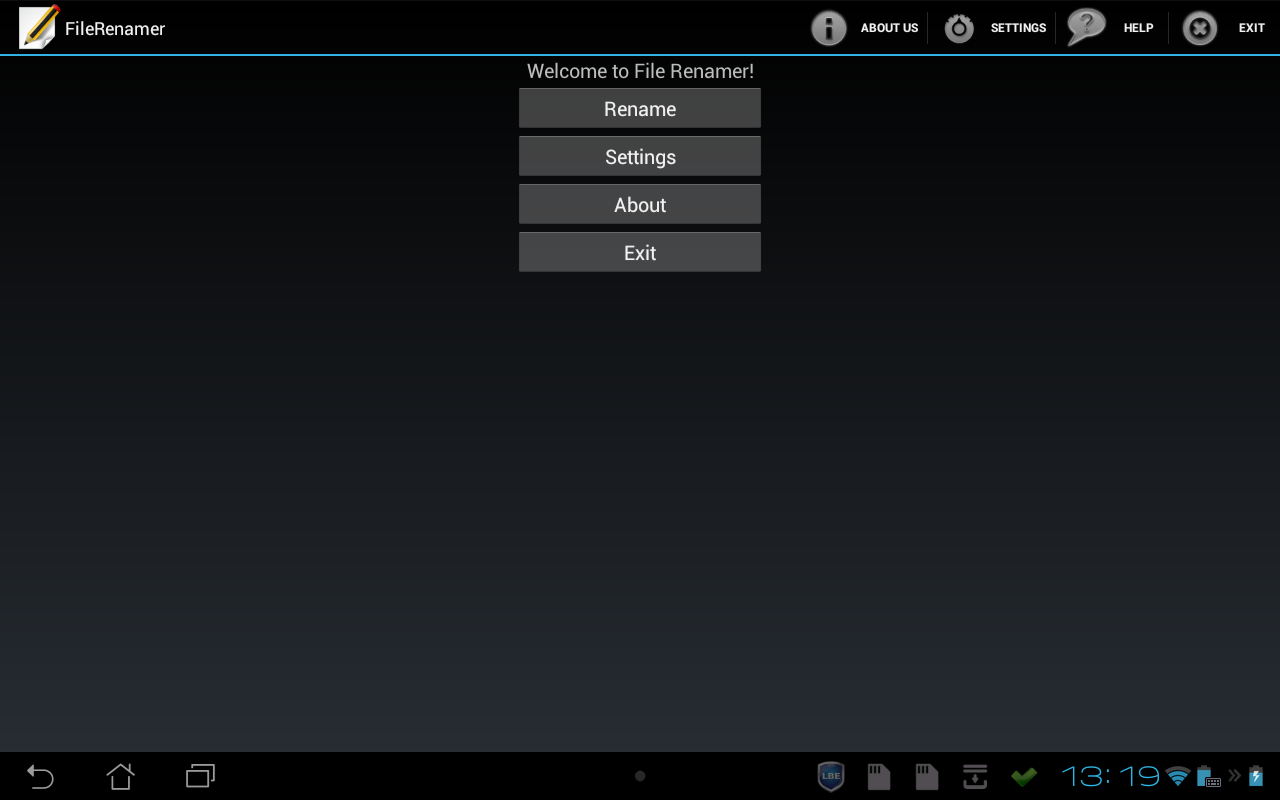 FileRenamer
ABOUT US
SETTINGS
HELP
EXIT
Welcome to File Renamer!
Rename
Settings
About
Exit
LBE
13:19